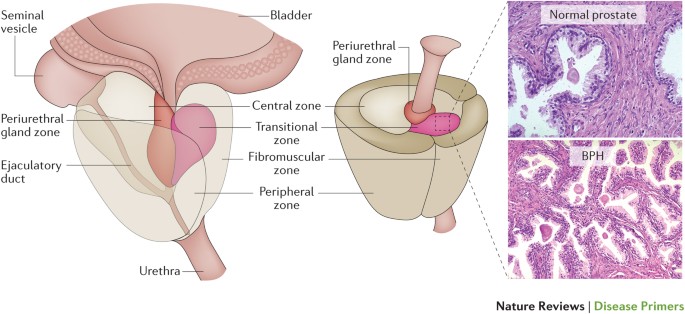 Seminal
vesicle
Bladder
Periurethral
gland zone
Ejaculatory
duct
Urethra
Central zone
Transitional
zone
Fibromuscular
zone
Peripheral
zone
Periurethral
gland zone
Normal prostate
BPH
Nature Reviews | Disease Primers